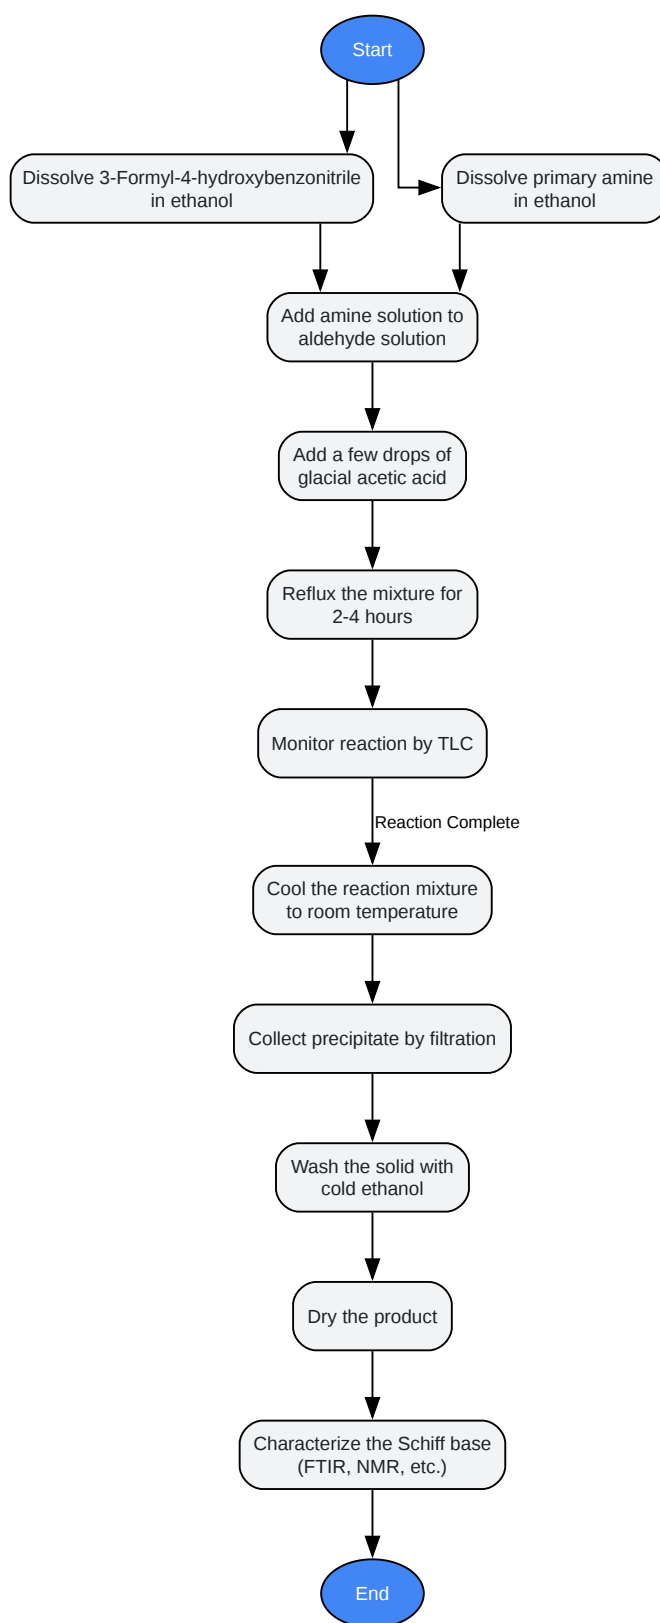 Start
Dissolve 3-Formyl-4-hydroxybenzonitrile
in ethanol
Dissolve primary amine
in ethanol
Add amine solution to
aldehyde solution
Add a few drops of
glacial acetic acid
Reflux the mixture for
2-4 hours
Monitor reaction by TLC
Reaction Complete
Cool the reaction mixture
to room temperature
Collect precipitate by filtration
Wash the solid with
cold ethanol
Dry the product
Characterize the Schiff base
(FTIR, NMR, etc.)
End